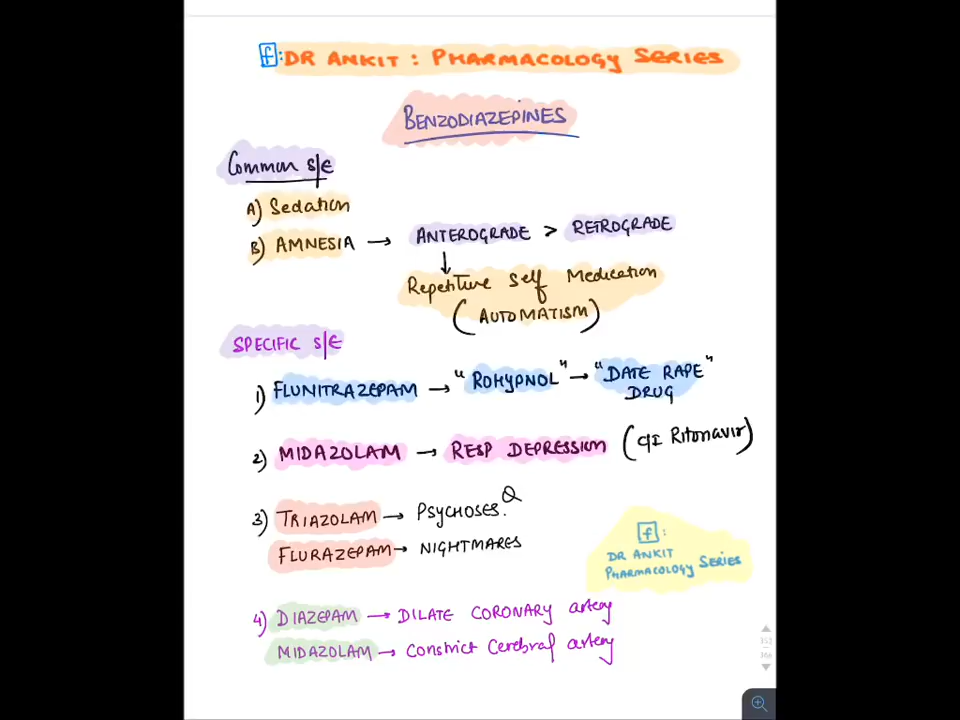 f: DR ANKIT : PHARMACOLOGY SERIES
BENZODIAZEPINES
Common s/e
A) Sedation
B) AMNESIA → ANTEROGRADE > RETROGRADE
↓
Repetitive self Medication
(AUTOMATISM)
SPECIFIC s/E
1) FLUNITRAZEPAM → "ROHYPNOL" → "DATE RAPE"
DRUG
2) MIDAZOLAM → RESP DEPRESSION (CI Ritonavir)
3) TRIAZOLAM → PSYCHOSES. Q
FLURAZEPAM → NIGHTMARES
f:
DR ANKIT
PHARMACOLOGY SERIES
4) DIAZEPAM → DILATE CORONARY artery
MIDAZOLAM → Constrict Cerebral artery